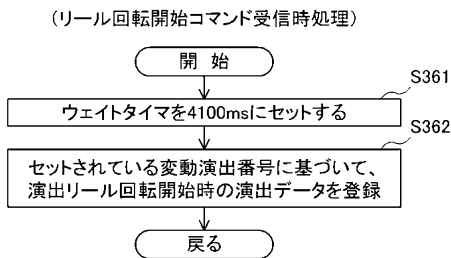 （リール回転開始コマンド受信時処理）
開 始
S361
ウェイトタイマを4100msにセットする
S362
セットされている変動演出番号に基づいて、
演出リール回転開始時の演出データを登録
戻る